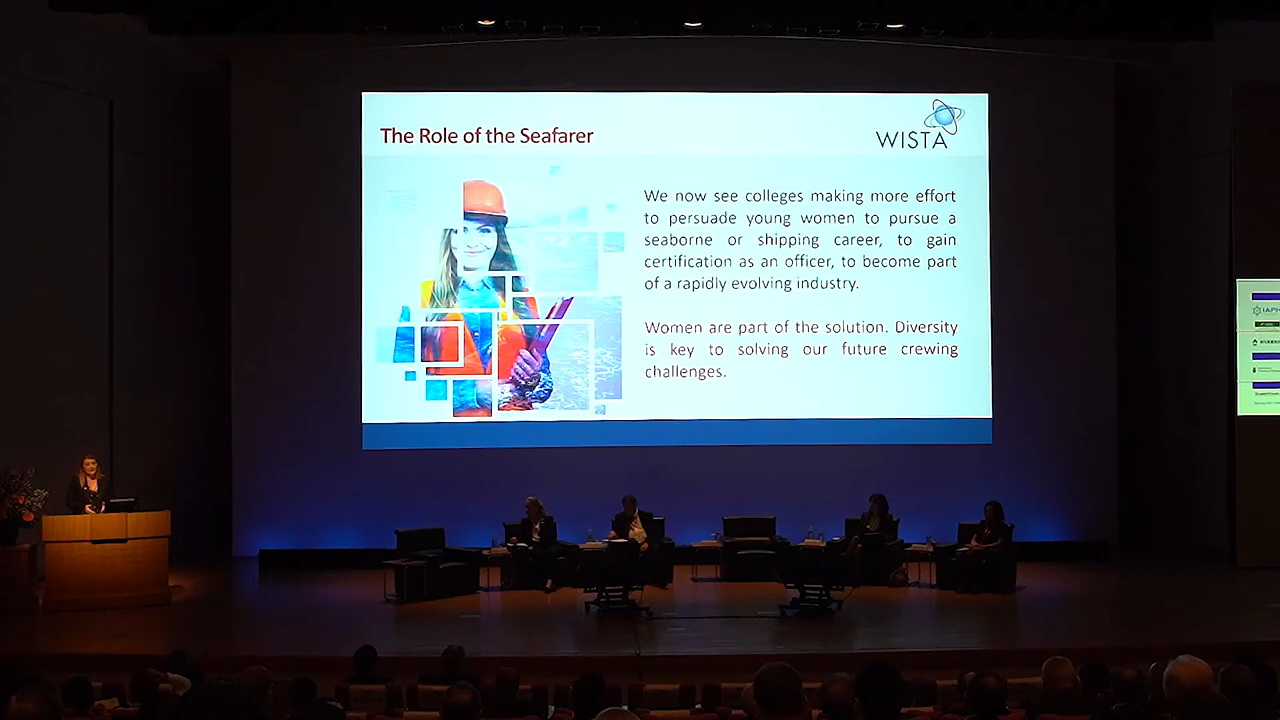 The Role of the Seafarer
WISTA
We now see colleges making more effort
to persuade young women to pursue a
seaborne or shipping career, to gain
certification as an officer, to become part
of a rapidly evolving industry.
Women are part of the solution. Diversity
is key to solving our future crewing
challenges.